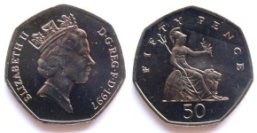 ELIZABETH II
D·G·REG·F·D·1997
FIFTY PENCE
50